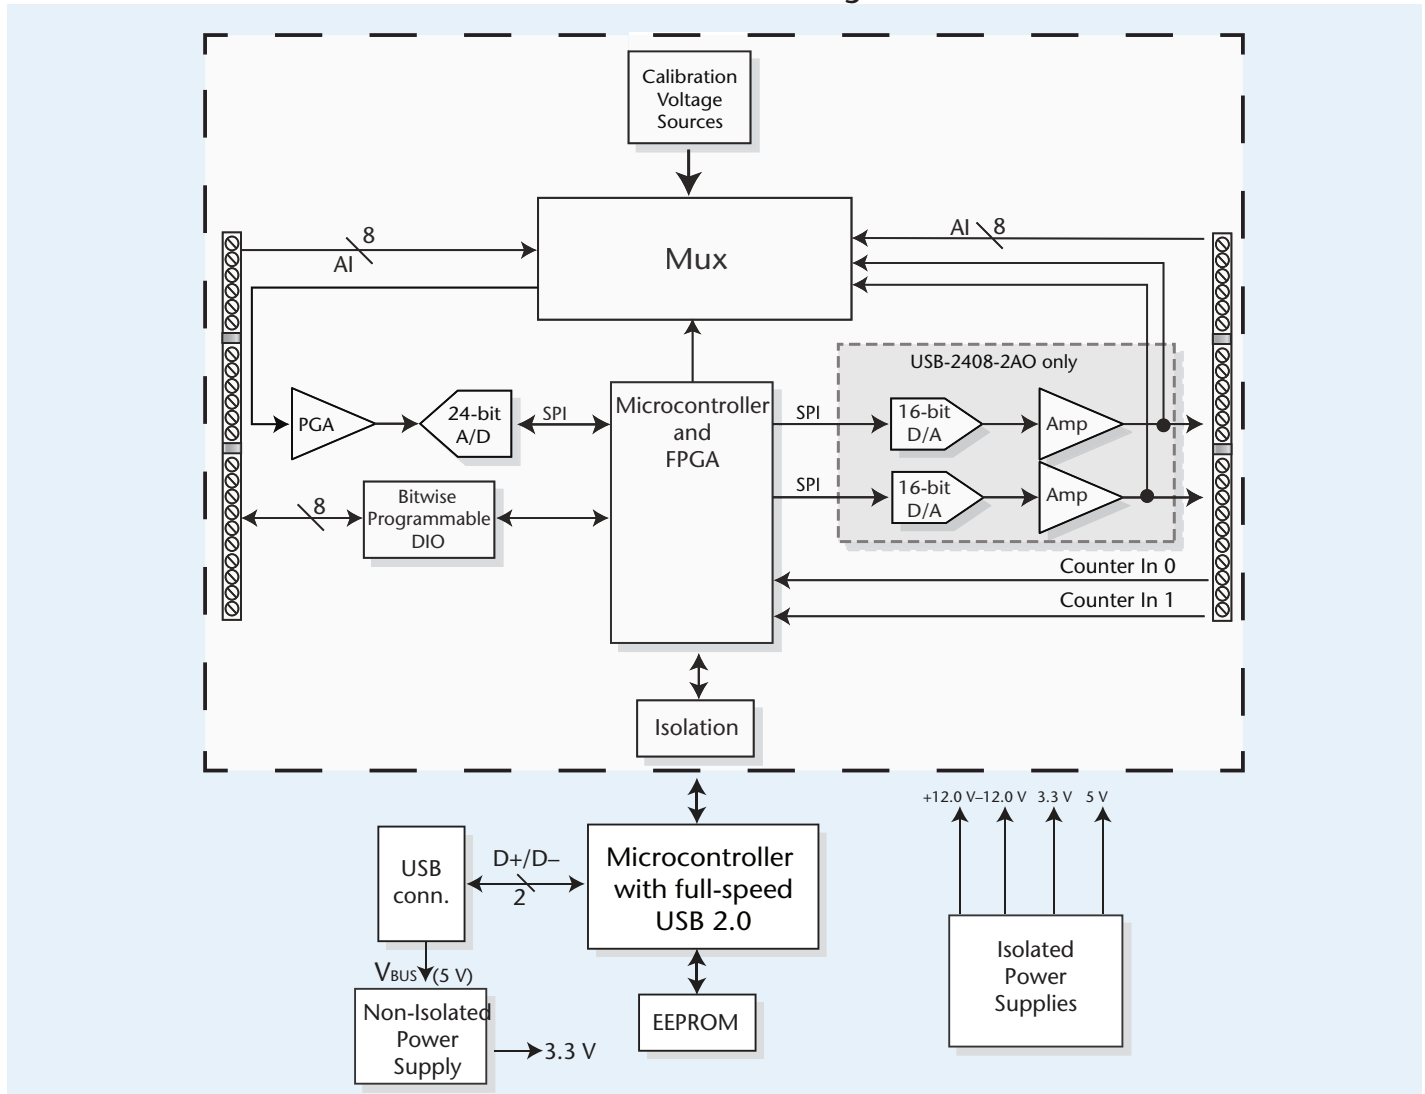 Calibration
Voltage
Sources
8
AI
Mux
AI
8
USB-2408-2AO only
PGA
24-bit
A/D
SPI
Microcontroller
and
FPGA
SPI
16-bit
D/A
Amp
SPI
16-bit
D/A
Amp
8
Bitwise
Programmable
DIO
Counter In 0
Counter In 1
Isolation
+12.0 V
–12.0 V
3.3 V
5 V
USB
conn.
D+/D–
2
Microcontroller
with full-speed
USB 2.0
Isolated
Power
Supplies
VBUS (5 V)
Non-Isolated
Power
Supply
3.3 V
EEPROM